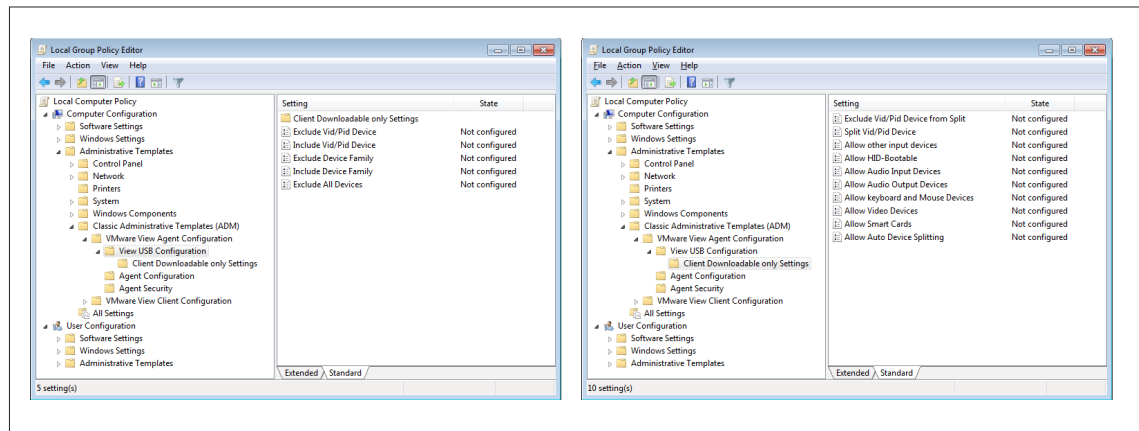 Local Group Policy Editor
File Action View Help
Local Computer Policy
Computer Configuration
Software Settings
Windows Settings
Administrative Templates
Control Panel
Network
Printers
System
Windows Components
Classic Administrative Templates (ADM)
VMware View Agent Configuration
View USB Configuration
Client Downloadable only Settings
Agent Configuration
Agent Security
VMware View Client Configuration
All Settings
User Configuration
Software Settings
Windows Settings
Administrative Templates
Setting State
Client Downloadable only Settings
Exclude Vid/Pid Device Not configured
Include Vid/Pid Device Not configured
Exclude Device Family Not configured
Include Device Family Not configured
Exclude All Devices Not configured
Extended Standard
5 setting(s)
Local Group Policy Editor
File Action View Help
Local Computer Policy
Computer Configuration
Software Settings
Windows Settings
Administrative Templates
Control Panel
Network
Printers
System
Windows Components
Classic Administrative Templates (ADM)
VMware View Agent Configuration
View USB Configuration
Client Downloadable only Settings
Agent Configuration
Agent Security
VMware View Client Configuration
All Settings
User Configuration
Software Settings
Windows Settings
Administrative Templates
Setting State
Exclude Vid/Pid Device from Split Not configured
Split Vid/Pid Device Not configured
Allow other input devices Not configured
Allow HID-Bootable Not configured
Allow Audio Input Devices Not configured
Allow Audio Output Devices Not configured
Allow keyboard and Mouse Devices Not configured
Allow Video Devices Not configured
Allow Smart Cards Not configured
Allow Auto Device Splitting Not configured
Extended Standard
10 setting(s)